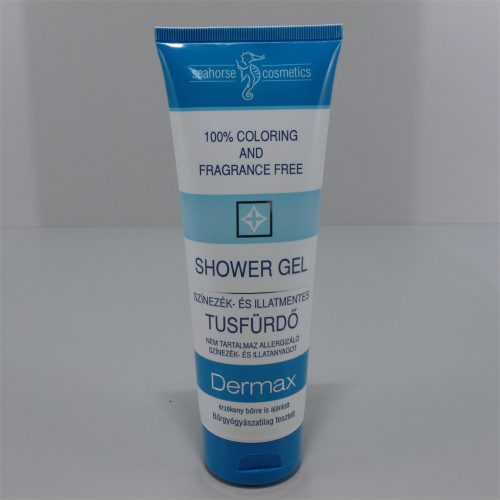 seahorse cosmetics
100% COLORING
AND
FRAGRANCE FREE
SHOWER GEL
SZÍNEZÉK- ÉS ILLATMENTES
TUSFÜRDŐ
NEM TARTALMAZ ALLERGIZÁLÓ
SZÍNEZÉK- ÉS ILLATANYAGOT
Dermax
érzékeny bőrre is ajánlott
Bőrgyógyászatilag tesztelt